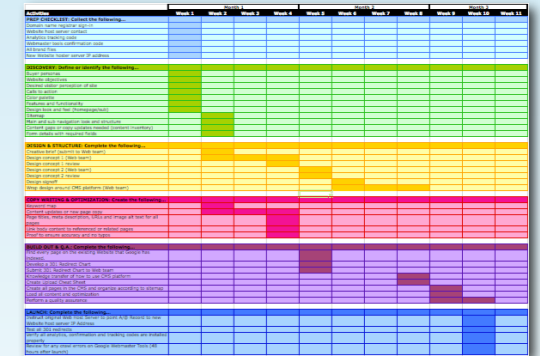 Month 1 Month 2 Month 3
Activities Week 1 Week 2 Week 3 Week 4 Week 5 Week 6 Week 7 Week 8 Week 9 Week 10 Week 11 Week 12
PREP CHECKLIST: Collect the following...
Domain name registrar sign-in
Website host server contact
Analytics tracking code
Webmaster tools confirmation code
All brand files
New Website hosted server IP address
DISCOVERY: Define or identify the following...
Buyer personas
Website objectives
Desired visitor perception of site
Calls to action
Color palette
Features and functionality
Design look and feel (homepage/sub)
Sitemap
Main and sub navigation look and structure
Content gaps or copy updates needed (content inventory)
Form details with required fields
DESIGN & STRUCTURE: Complete the following...
Creative brief (submit to Web team)
Design concept 1 (Web team)
Design concept 1 review
Design concept 2 (Web team)
Design concept 2 review
Design signoff
Wrap design around CMS platform (Web team)
COPY WRITING & OPTIMIZATION: Create the following...
Keyword map
Content updates or new page copy
Page titles, meta description, URLs and image alt text for all
pages
Link body content to referenced or related pages
Proof to ensure accuracy and no typos
BUILD OUT & Q.A.: Complete the following...
Find every page on the existing Website that Google has
indexed
Develop a 301 Redirect Chart
Submit 301 Redirect Chart to Web team
Knowledge transfer of how to use CMS platform
Create Upload Cheat Sheet
Create all pages in the CMS and organize according to sitemap
Load all content and optimization
Perform a quality assurance
LAUNCH: Complete the following...
Instruct original Web host Server to point A/@ Record to new
Website host server IP Address
Test all 301 redirects
Verify all analytics, confirmation and tracking codes are installed
properly
Review for any onset errors on Google Webmaster Tools (48
hours after launch)